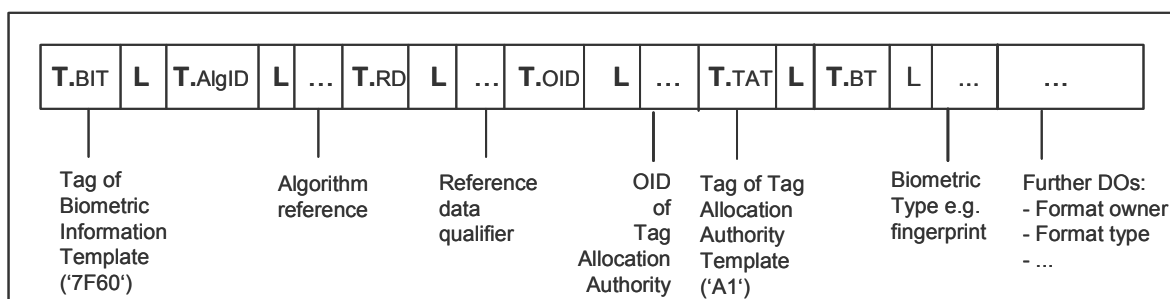 T.BIT L T.AlgID L ... T.RD L ... T.OID L ... T.TAT L T.BT L ... ...
Tag of
Biometric
Information
Template
(‘7F60‘)
Algorithm
reference
Reference
data
qualifier
OID
of
Tag
Allocation
Authority
Tag of Tag
Allocation
Authority
Template
(‘A1‘)
Biometric
Type e.g.
fingerprint
Further DOs:
- Format owner
- Format type
- ...